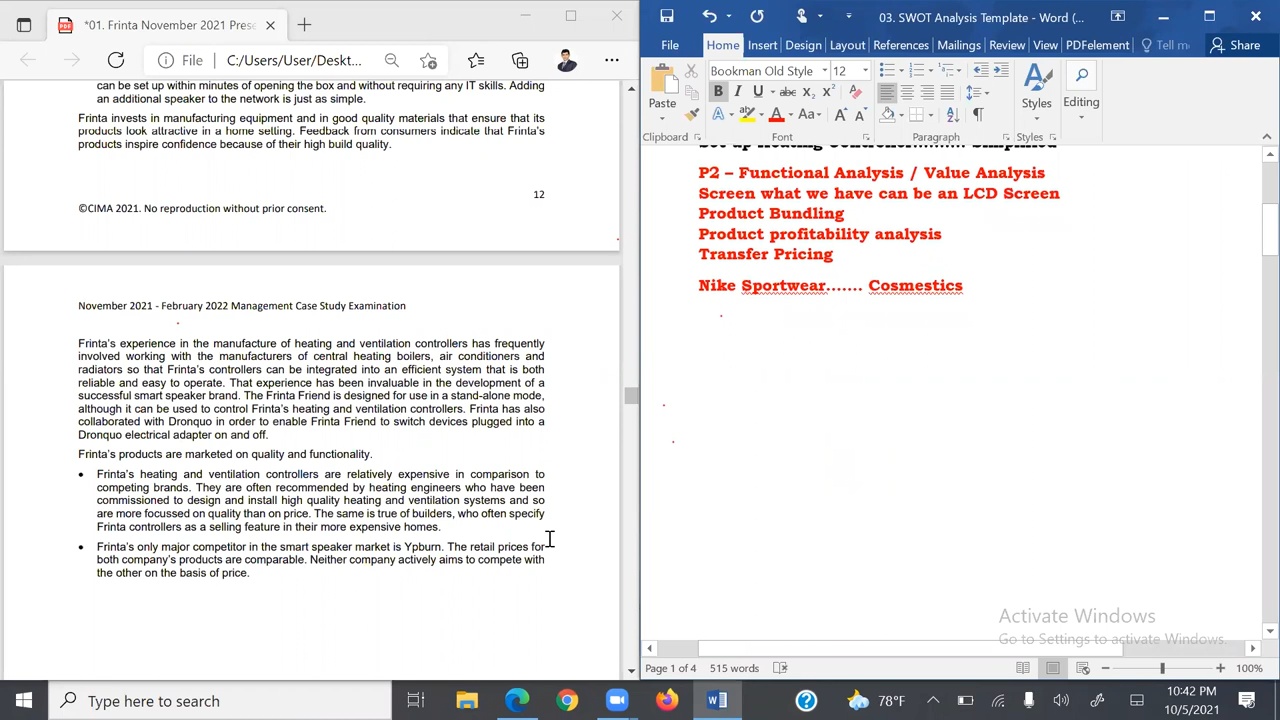 *01. Frinta November 2021 Prese
File
C:/Users/User/Deskt...
can be set up within minutes of opening the box and without requiring any IT skills. Adding
an additional speaker to the network is just as simple.
Frinta invests in manufacturing equipment and in good quality materials that ensure that its
products look attractive in a home setting. Feedback from consumers indicate that Frinta's
products inspire confidence because of their high build quality.
12
©CIMA 2021. No reproduction without prior consent.
November 2021 - February 2022 Management Case Study Examination
Frinta's experience in the manufacture of heating and ventilation controllers has frequently
involved working with the manufacturers of central heating boilers, air conditioners and
radiators so that Frinta's controllers can be integrated into an efficient system that is both
reliable and easy to operate. That experience has been invaluable in the development of a
successful smart speaker brand. The Frinta Friend is designed for use in a stand-alone mode,
although it can be used to control Frinta's heating and ventilation controllers. Frinta has also
collaborated with Dronquo in order to enable Frinta Friend to switch devices plugged into a
Dronquo electrical adapter on and off.
Frinta's products are marketed on quality and functionality.
• Frinta's heating and ventilation controllers are relatively expensive in comparison to
competing brands. They are often recommended by heating engineers who have been
commissioned to design and install high quality heating and ventilation systems and so
are more focussed on quality than on price. The same is true of builders, who often specify
Frinta controllers as a selling feature in their more expensive homes.
• Frinta's only major competitor in the smart speaker market is Ypburn. The retail prices for
both company's products are comparable. Neither company actively aims to compete with
the other on the basis of price.
03. SWOT Analysis Template - Word (...
File Home Insert Design Layout References Mailings Review View PDFelement Tell me Share
Bookman Old Style 12
Paste
Styles
Editing
Clipboard Font Paragraph Styles
Simplified
P2 – Functional Analysis / Value Analysis
Screen what we have can be an LCD Screen
Product Bundling
Product profitability analysis
Transfer Pricing
Nike Sportwear....... Cosmestics
Activate Windows
Go to Settings to activate Windows.
Page 1 of 4 515 words 100%
Type here to search
78°F
10:42 PM
10/5/2021